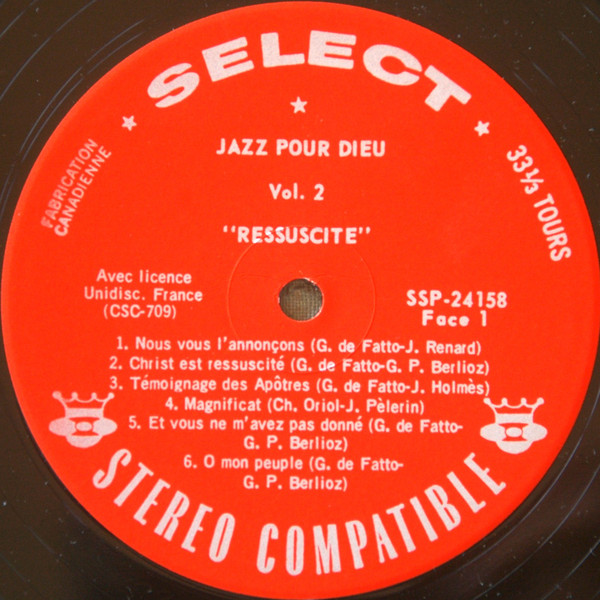 SELECT
JAZZ POUR DIEU
Vol. 2
"RESSUSCITE"
FABRICATION
CANADIENNE
33⅓ TOURS
Avec licence
Unidisc. France
(CSC-709)
SSP-24158
Face 1
1. Nous vous l'annonçons (G. de Fatto-J. Renard)
2. Christ est ressuscité (G. de Fatto-G. P. Berlioz)
3. Témoignage des Apôtres (G. de Fatto-J. Holmès)
4. Magnificat (Ch. Oriol-J. Pèlerin)
5. Et vous ne m'avez pas donné (G. de Fatto-
G. P. Berlioz)
6. O mon peuple (G. de Fatto-
G. P. Berlioz)
STEREO COMPATIBLE